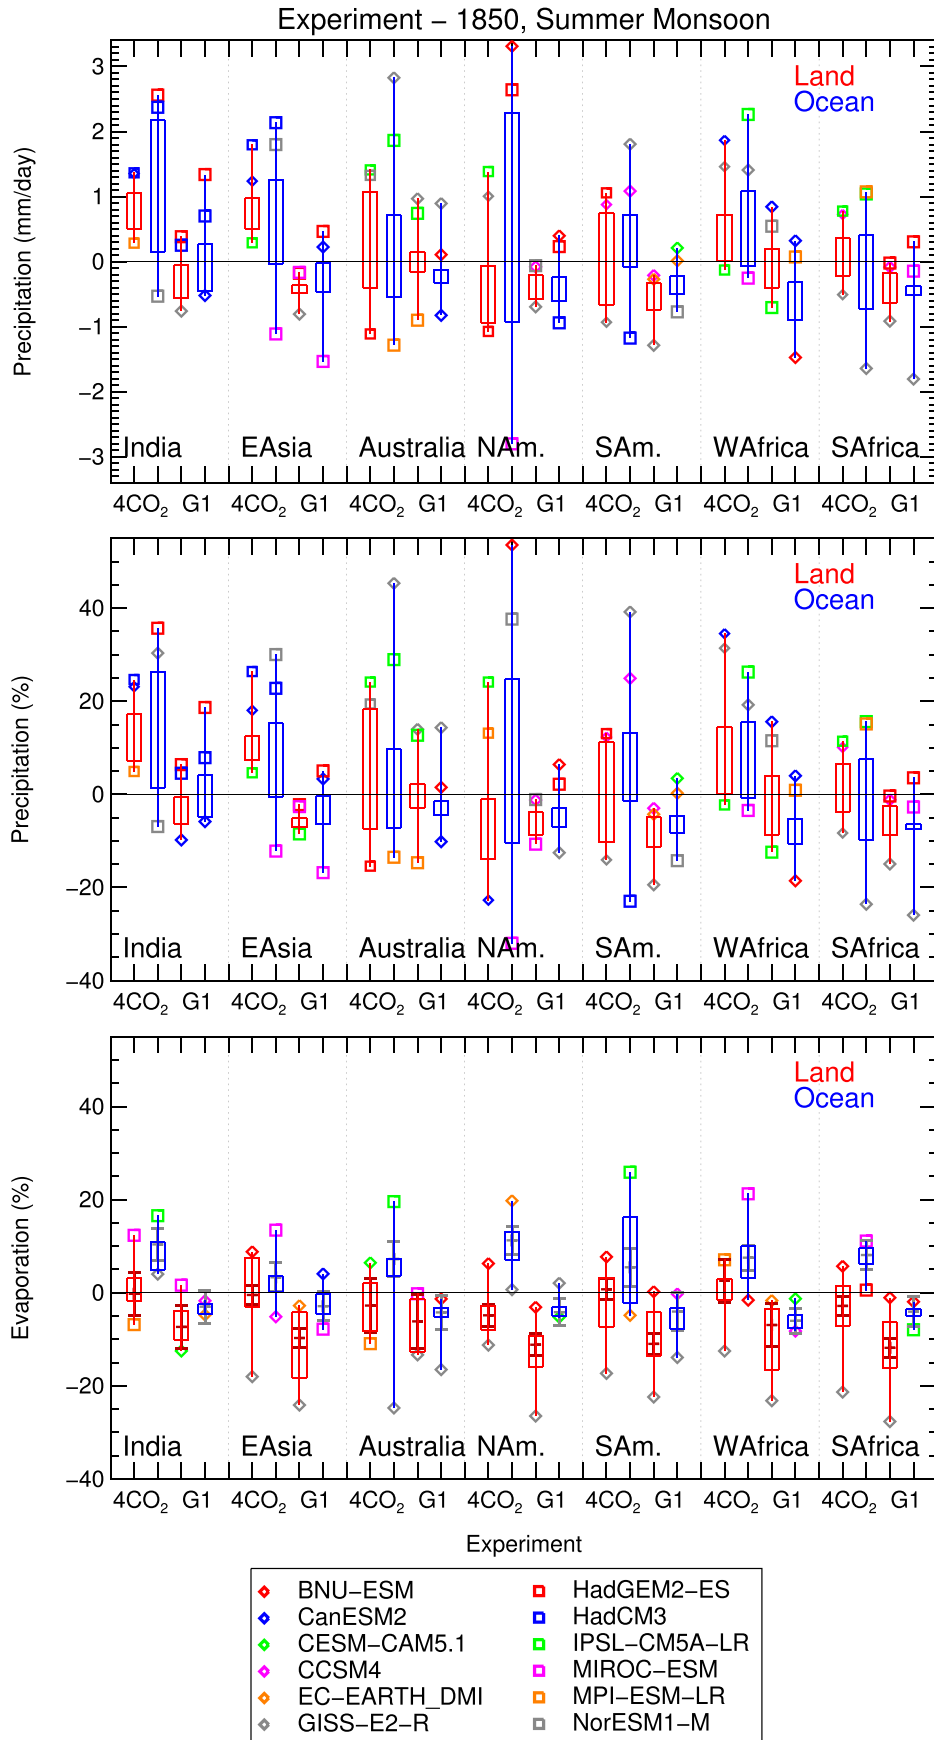 Experiment − 1850, Summer Monsoon
Precipitation (mm/day)
3
2
1
0
−1
−2
−3
Land
Ocean
India EAsia Australia NAm. SAm. WAfrica SAfrica
4CO2 G1 4CO2 G1 4CO2 G1 4CO2 G1 4CO2 G1 4CO2 G1 4CO2 G1
Precipitation (%)
40
20
0
−20
−40
Land
Ocean
India EAsia Australia NAm. SAm. WAfrica SAfrica
4CO2 G1 4CO2 G1 4CO2 G1 4CO2 G1 4CO2 G1 4CO2 G1 4CO2 G1
Evaporation (%)
40
20
0
−20
−40
Land
Ocean
India EAsia Australia NAm. SAm. WAfrica SAfrica
4CO2 G1 4CO2 G1 4CO2 G1 4CO2 G1 4CO2 G1 4CO2 G1 4CO2 G1
Experiment
BNU−ESM HadGEM2−ES
CanESM2 HadCM3
CESM−CAM5.1 IPSL−CM5A−LR
CCSM4 MIROC−ESM
EC−EARTH_DMI MPI−ESM−LR
GISS−E2−R NorESM1−M